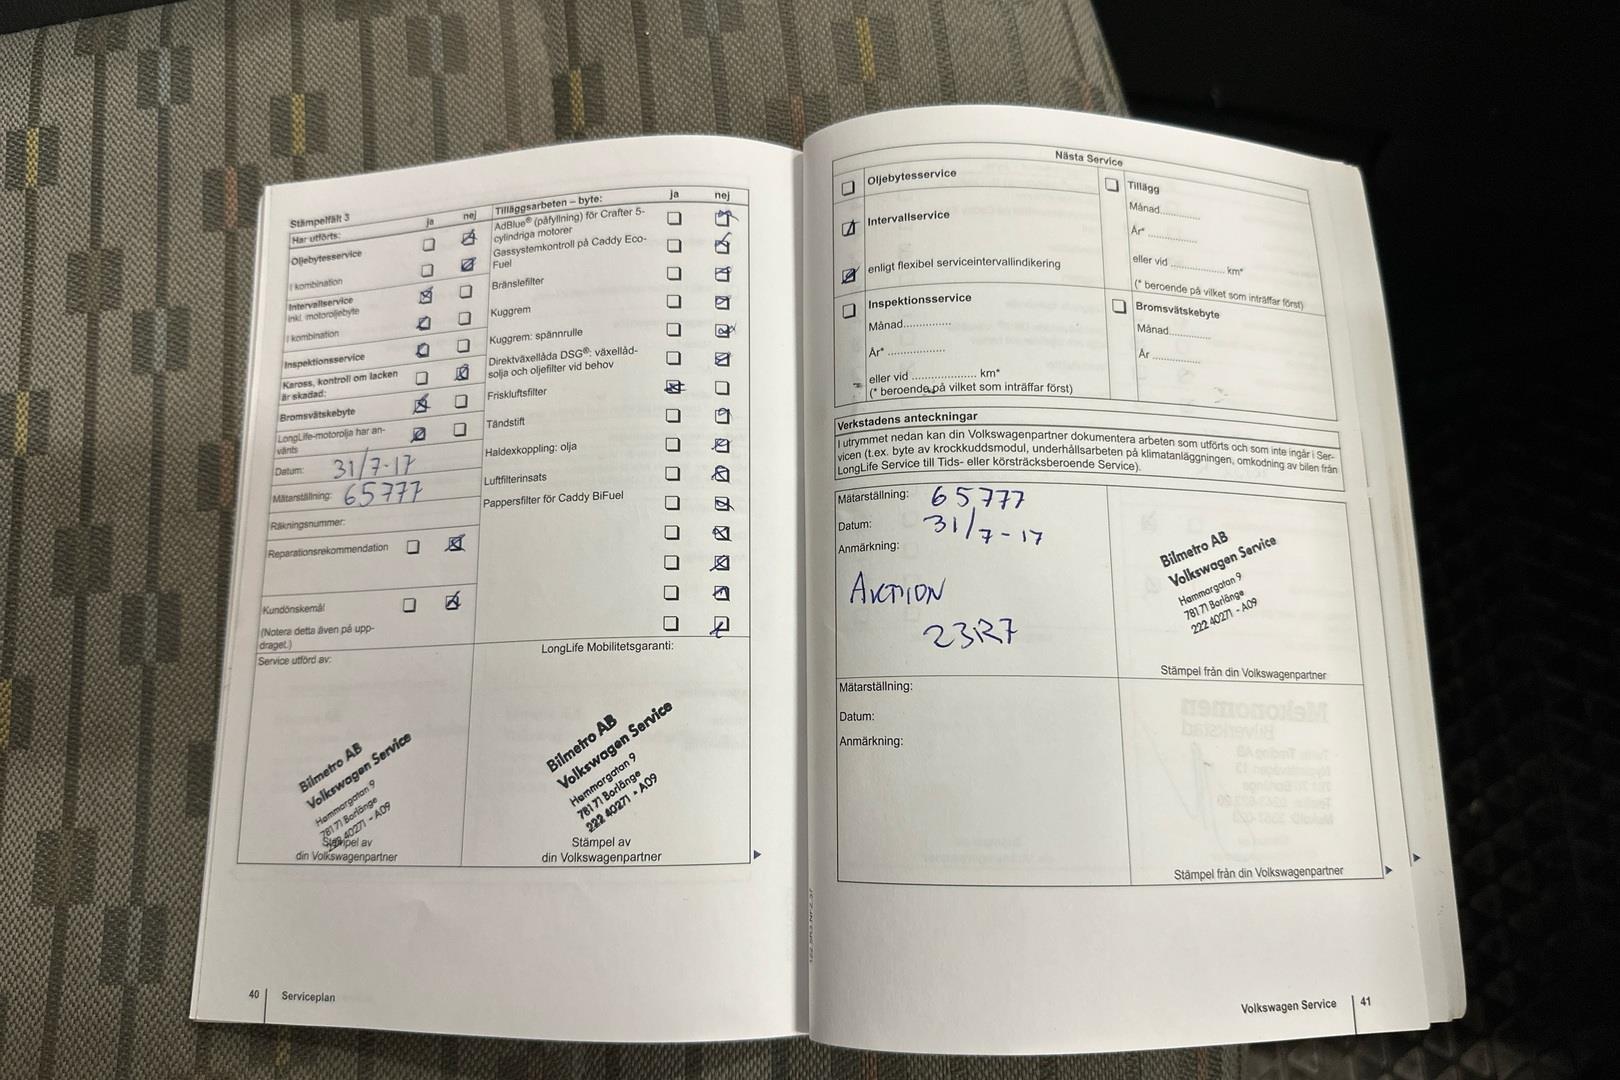 Stämpelfält 3
Har utförts:
ja
nej
Oljebytesservice
I kombination
Intervallservice
inkl. motoroljebyte
I kombination
Inspektionsservice
Kaross, kontroll om lacken
är skadad:
Bromsvätskebyte
LongLife-motorolja har an-
vänts
Datum: 31/7-17
Mätarställning: 65777
Räkningsnummer:
Reparationsrekommendation
Kundönskemål
(Notera detta även på upp-
draget.)
Service utförd av:
Bilmetro AB
Volkswagen Service
Hammargatan 9
781 71 Borlänge
222 40271 - A09
Stämpel av
din Volkswagenpartner
Tilläggsarbeten – byte:
ja
nej
AdBlue® (påfyllning) för Crafter 5-
cylindriga motorer
Gassystemkontroll på Caddy Eco-
Fuel
Bränslefilter
Kuggrem
Kuggrem: spännrulle
Direktväxellåda DSG®: växellåd-
solja och oljefilter vid behov
Friskluftsfilter
Tändstift
Haldexkoppling: olja
Luftfilterinsats
Pappersfilter för Caddy BiFuel
LongLife Mobilitetsgaranti:
Bilmetro AB
Volkswagen Service
Hammargatan 9
781 71 Borlänge
222 40271 - A09
Stämpel av
din Volkswagenpartner
40
Serviceplan
Nästa Service
Oljebytesservice
Intervallservice
enligt flexibel serviceintervallindikering
Inspektionsservice
Månad..............
År* ..................
eller vid .................... km*
(* beroende på vilket som inträffar först)
Tillägg
Månad.............
År* ................
eller vid .................. km*
(* beroende på vilket som inträffar först)
Bromsvätskebyte
Månad.............
År ................
Verkstadens anteckningar
I utrymmet nedan kan din Volkswagenpartner dokumentera arbeten som utförts och som inte ingår i Ser-
vicen (t.ex. byte av krockkuddsmodul, underhållsarbeten på klimatanläggningen, omkodning av bilen från
LongLife Service till Tids- eller körsträcksberoende Service).
Mätarställning: 65777
Datum: 31/7-17
Anmärkning:
AKTION
23R7
Bilmetro AB
Volkswagen Service
Hammargatan 9
781 71 Borlänge
222 40271 - A09
Stämpel från din Volkswagenpartner
Mätarställning:
Datum:
Anmärkning:
Stämpel från din Volkswagenpartner
Volkswagen Service
41